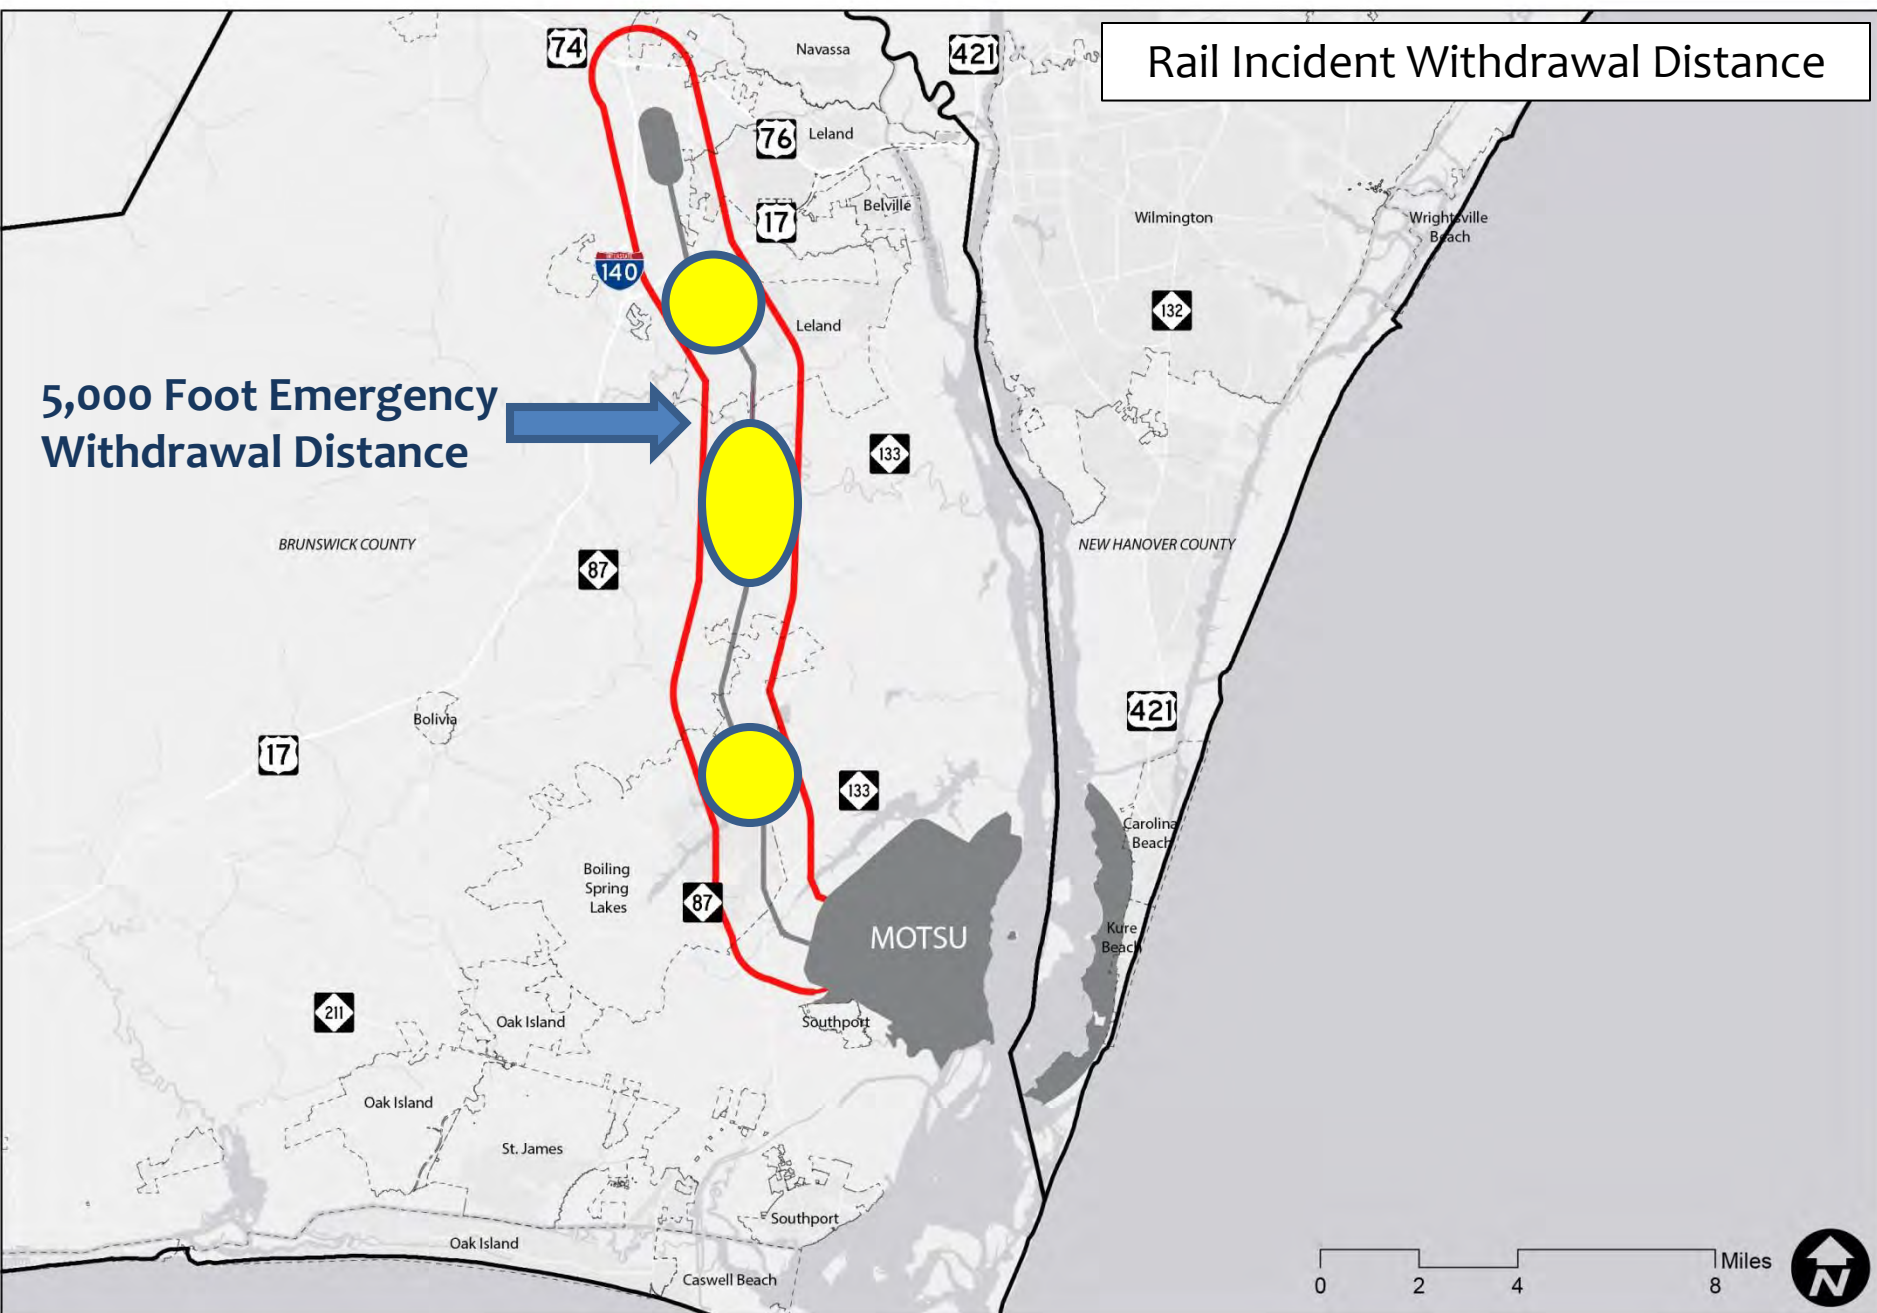 Rail Incident Withdrawal Distance
74
Navassa
421
76
Leland
17
Belville
Wilmington
Wrightsville
Beach
140
132
Leland
5,000 Foot Emergency
Withdrawal Distance
133
BRUNSWICK COUNTY
NEW HANOVER COUNTY
87
Bolivia
421
17
133
Carolina
Beach
Boiling
Spring
Lakes
87
MOTSU
Kure
Beach
211
Oak Island
Southport
Oak Island
St. James
Southport
Oak Island
Caswell Beach
Miles
0 2 4 8
N